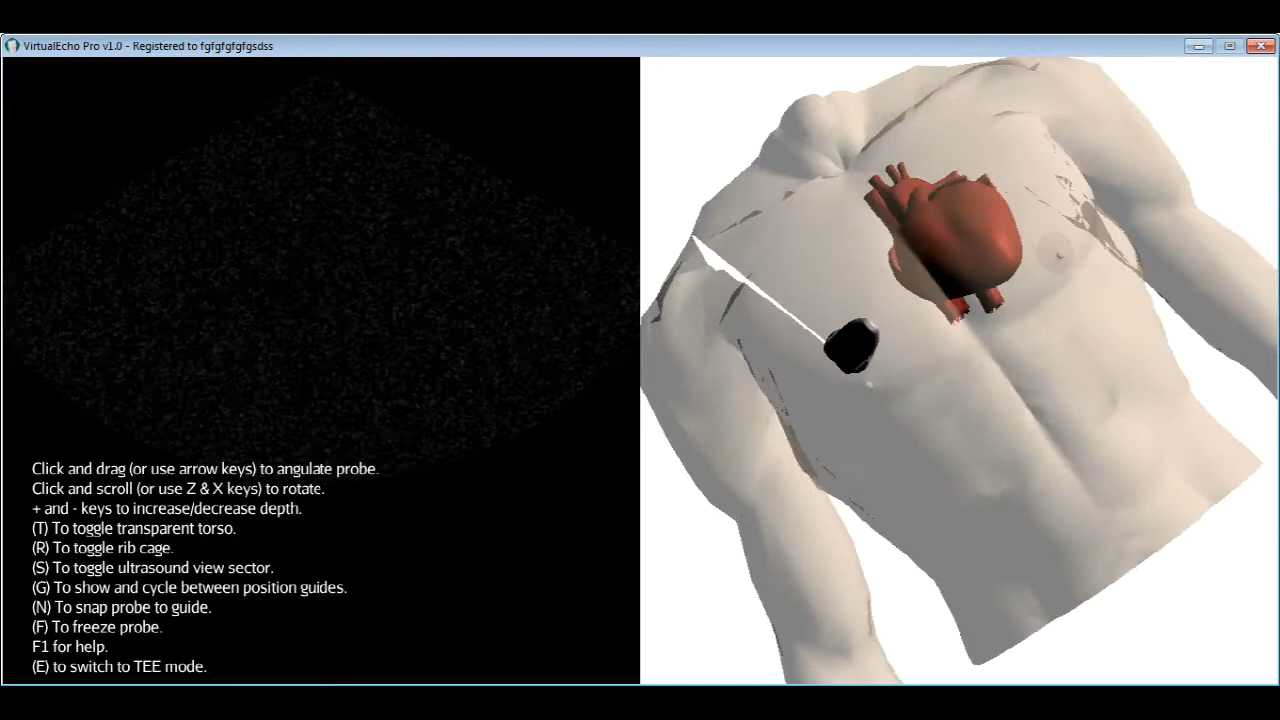 VirtualEcho Pro v1.0 - Registered to fgfgfgfgfgsdss
Click and drag (or use arrow keys) to angulate probe.
Click and scroll (or use Z & X keys) to rotate.
+ and - keys to increase/decrease depth.
(T) To toggle transparent torso.
(R) To toggle rib cage.
(S) To toggle ultrasound view sector.
(G) To show and cycle between position guides.
(N) To snap probe to guide.
(F) To freeze probe.
F1 for help.
(E) to switch to TEE mode.